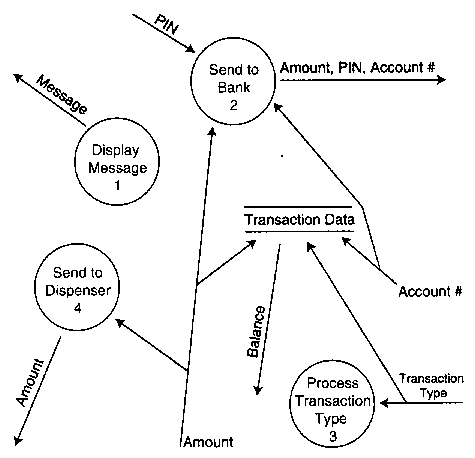 PIN
Send to
Bank
2
Amount, PIN, Account #
Message
Display
Message
1
Transaction Data
Send to
Dispenser
4
Account #
Balance
Amount
Process
Transaction
Type
3
Transaction
Type
Amount